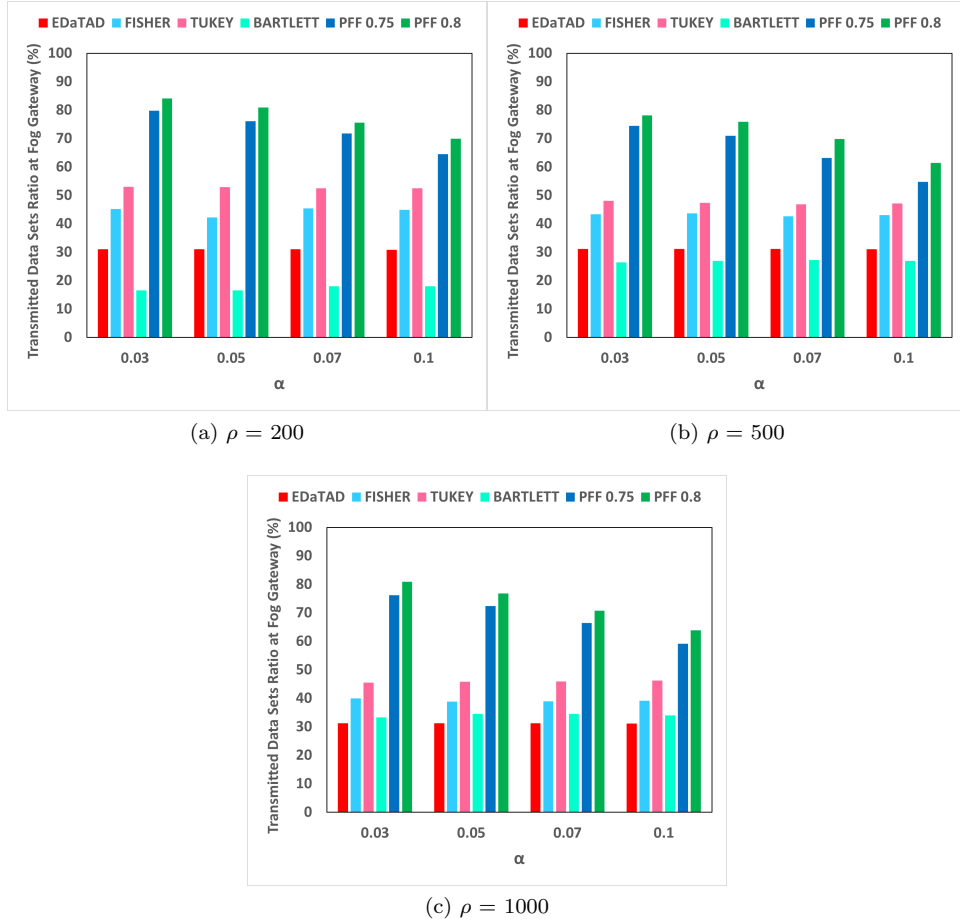 EDaTAD FISHER TUKEY BARTLETT PFF 0.75 PFF 0.8
Transmitted Data Sets Ratio at Fog Gateway (%)
100
90
80
70
60
50
40
30
20
10
0
0.03 0.05 0.07 0.1
α
(a) ρ = 200
EDaTAD FISHER TUKEY BARTLETT PFF 0.75 PFF 0.8
Transmitted Data Sets Ratio at Fog Gateway (%)
100
90
80
70
60
50
40
30
20
10
0
0.03 0.05 0.07 0.1
α
(b) ρ = 500
EDaTAD FISHER TUKEY BARTLETT PFF 0.75 PFF 0.8
Transmitted Data Sets Ratio at Fog Gateway (%)
100
90
80
70
60
50
40
30
20
10
0
0.03 0.05 0.07 0.1
α
(c) ρ = 1000